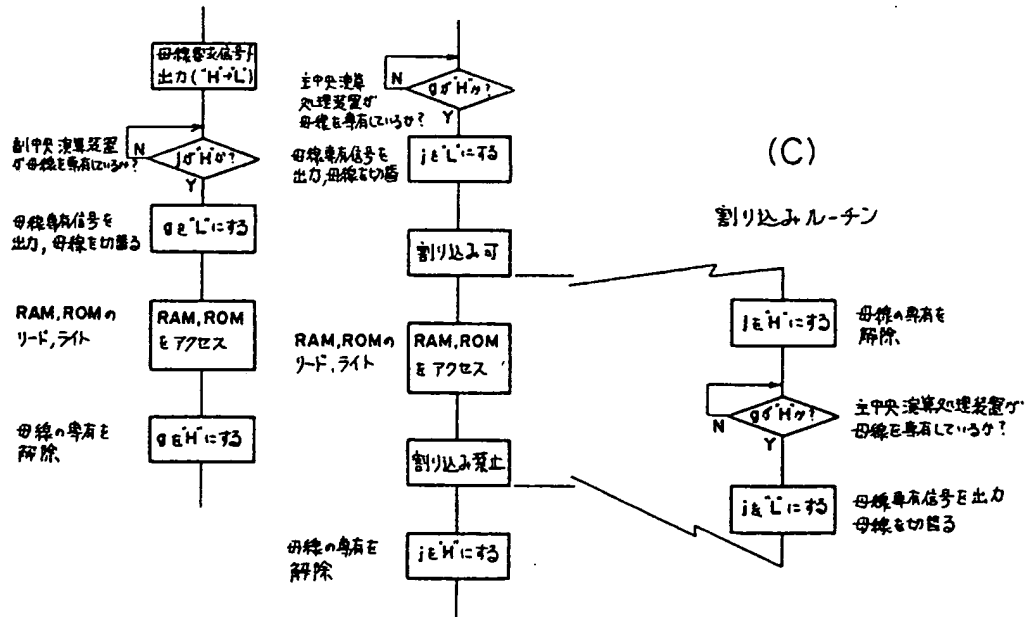 母線要求信号f
出力("H"→"L")
副中央演算装置
が母線を専有しているか?
jが"H"か?
N
Y
母線専有信号を
出力,母線を切替る
gを"L"にする
RAM,ROMの
リード,ライト
RAM,ROM
をアクセス
母線の専有を
解除
gを"H"にする
主中央演算
処理装置が
母線を専有しているか?
N
gが"H"か?
Y
母線専有信号を
出力,母線を切替
jを"L"にする
割り込み可
RAM,ROMの
リード,ライト
RAM,ROM
をアクセス
割り込み禁止
母線の専有を
解除
jを"H"にする
(C)
割り込みルーチン
jを"H"にする
母線の専有を
解除
gが"H"か?
N
Y
主中央演算処理装置が
母線を専有しているか?
jを"L"にする
母線専有信号を出力
母線を切替る